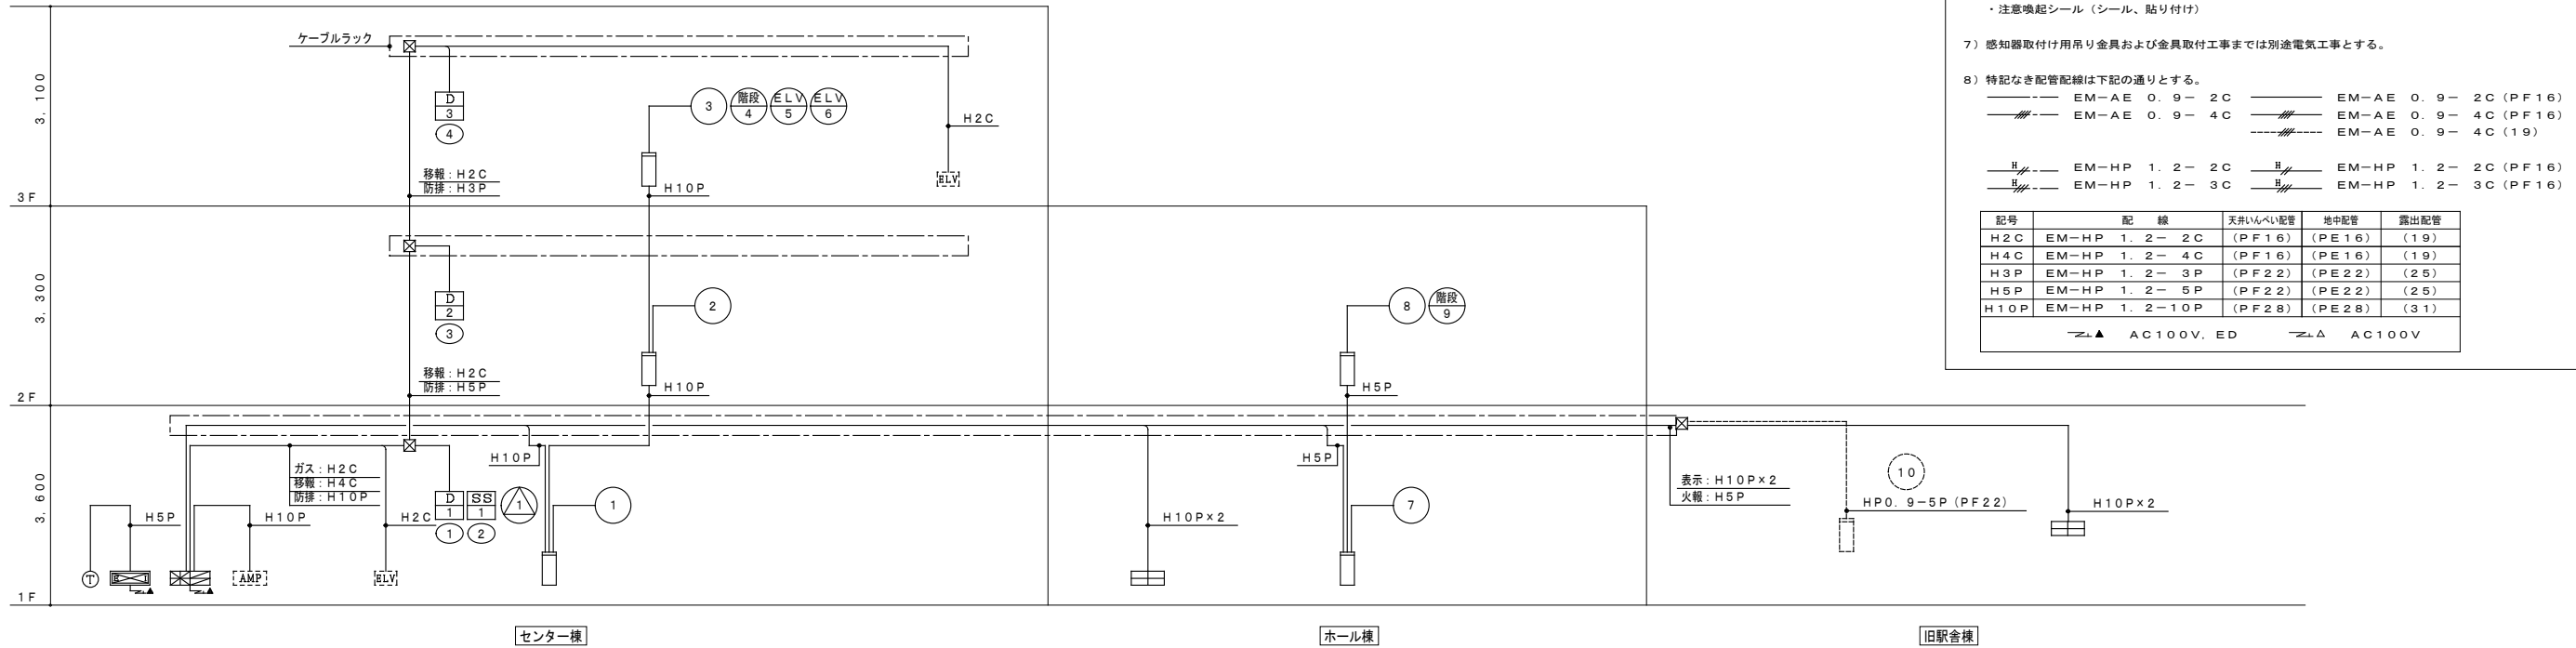 ・注意喚起シール（シール、貼り付け）
7）感知器取付け用吊り金具および金具取付工事までは別途電気工事とする。
8）特記なき配管配線は下記の通りとする。
EM−AE 0.9− 2C EM−AE 0.9− 2C(PF16)
EM−AE 0.9− 4C EM−AE 0.9− 4C(PF16)
EM−AE 0.9− 4C(19)
H EM−HP 1.2− 2C H EM−HP 1.2− 2C(PF16)
H EM−HP 1.2− 3C H EM−HP 1.2− 3C(PF16)
記号 配 線 天井いんぺい配管 地中配管 露出配管
H2C EM−HP 1.2− 2C (PF16) (PE16) (19)
H4C EM−HP 1.2− 4C (PF16) (PE16) (19)
H3P EM−HP 1.2− 3P (PF22) (PE22) (25)
H5P EM−HP 1.2− 5P (PF22) (PE22) (25)
H10P EM−HP 1.2−10P (PF28) (PE28) (31)
AC100V,ED AC100V
ケーブルラック
3,100
D
3
4
3
階段
4
ELV
5
ELV
6
H2C
ELV
移報：H2C
防排：H3P
H10P
3F
3,300
D
2
3
2
8
階段
9
移報：H2C
防排：H5P
H10P
H5P
2F
3,600
ガス：H2C
移報：H4C
防排：H10P
H10P
H5P
表示：H10P×2
火報：H5P
10
HP0.9−5P(PF22)
H10P×2
H5P
H10P
H2C
D
1
1
SS
1
2
1
1
H10P×2
7
T
AMP
ELV
1F
センター棟
ホール棟
旧駅舎棟